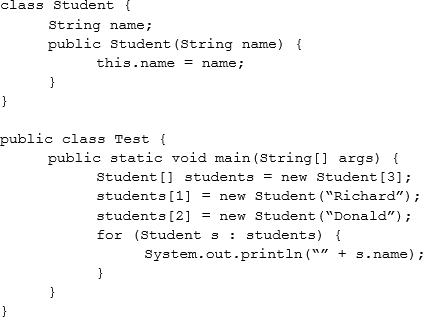 class Student {
String name;
public Student(String name) {
this.name = name;
}
}
public class Test {
public static void main(String[] args) {
Student[] students = new Student[3];
students[1] = new Student(“Richard”);
students[2] = new Student(“Donald”);
for (Student s : students) {
System.out.println(“” + s.name);
}
}
}